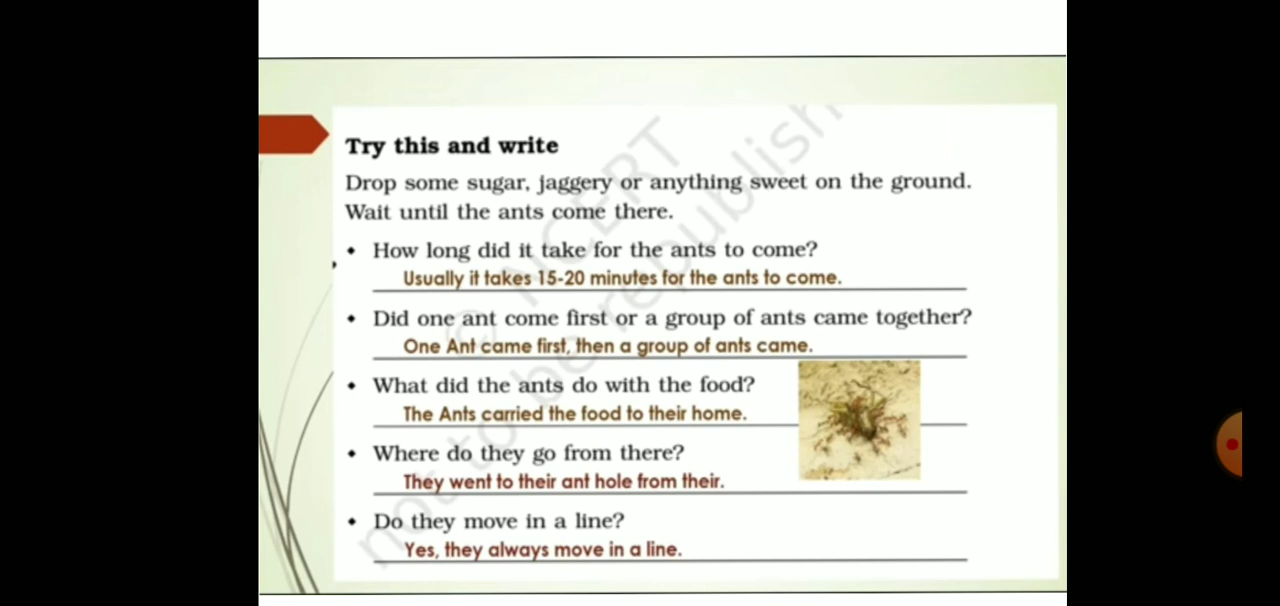 Try this and write
Drop some sugar, jaggery or anything sweet on the ground.
Wait until the ants come there.
• How long did it take for the ants to come?
Usually it takes 15-20 minutes for the ants to come.
• Did one ant come first or a group of ants came together?
One Ant came first, then a group of ants came.
• What did the ants do with the food?
The Ants carried the food to their home.
• Where do they go from there?
They went to their ant hole from their.
• Do they move in a line?
Yes, they always move in a line.
© NCERT
not to be republish